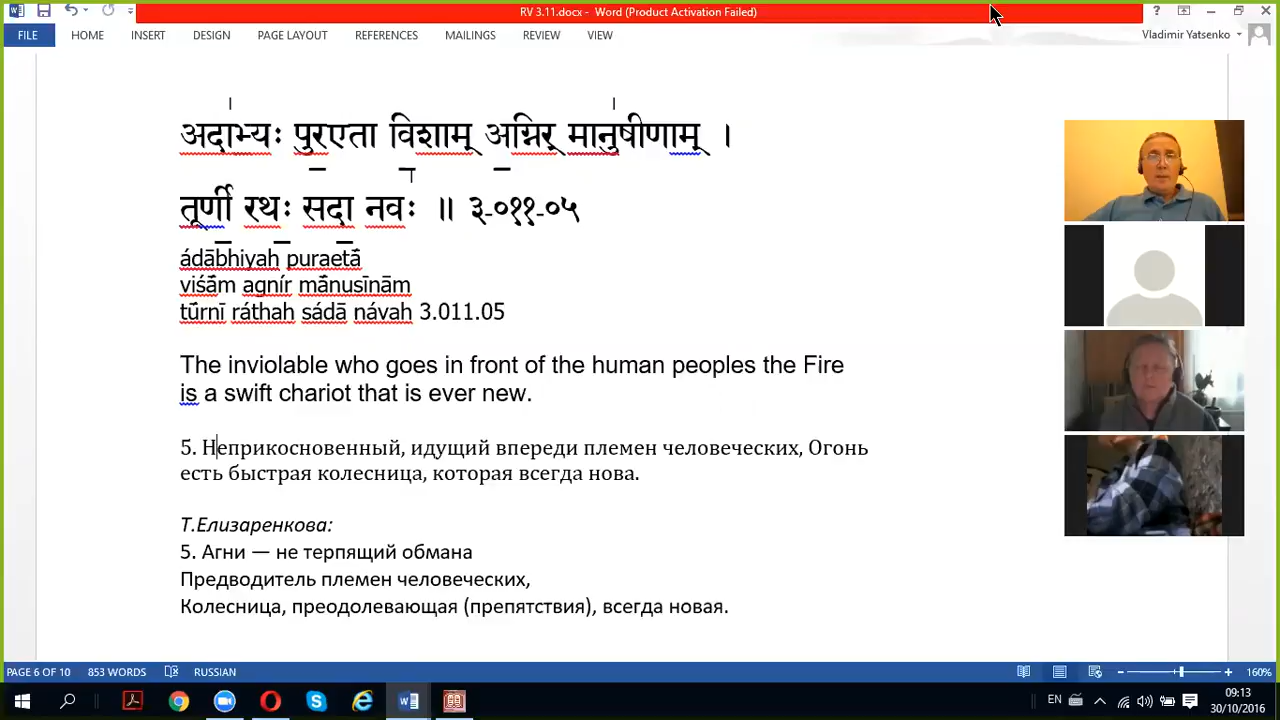 RV 3.11.docx - Word (Product Activation Failed)
FILE HOME INSERT DESIGN PAGE LAYOUT REFERENCES MAILINGS REVIEW VIEW Vladimir Yatsenko
अदाभ्यः पुरएता विशाम् अग्निर् मानुषीणाम् ।
तूर्णी रथः सदा नवः ॥ ३-०११-०५
ádābhiyaḥ puraetā́
viśā́m agnír mā́nusīnām
tū́rnī ráthah sádā návah 3.011.05
The inviolable who goes in front of the human peoples the Fire
is a swift chariot that is ever new.
5. Неприкосновенный, идущий впереди племен человеческих, Огонь
есть быстрая колесница, которая всегда нова.
Т.Елизаренкова:
5. Агни — не терпящий обмана
Предводитель племен человеческих,
Колесница, преодолевающая (препятствия), всегда новая.
PAGE 6 OF 10 853 WORDS RUSSIAN 160%
EN 09:13
30/10/2016